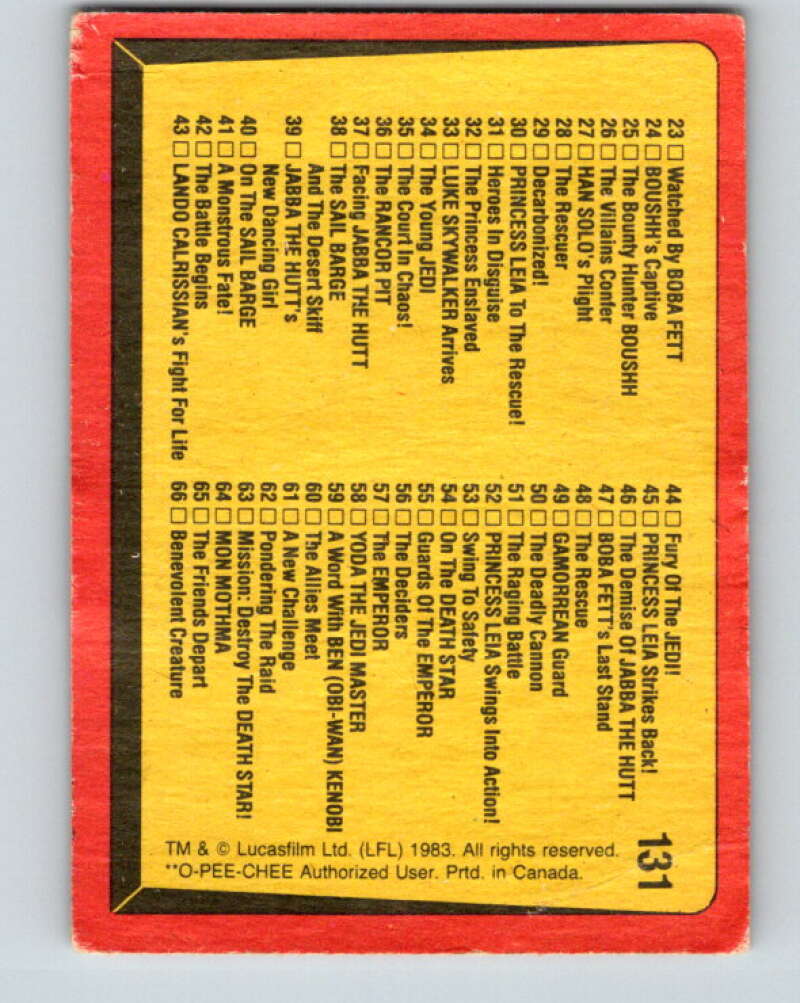 23 □ Watched By BOBA FETT
24 □ BOUSHH's Captive
25 □ The Bounty Hunter BOUSHH
26 □ The Villains Confer
27 □ HAN SOLO's Plight
28 □ The Rescuer
29 □ Decarbonized!
30 □ PRINCESS LEIA To The Rescue!
31 □ Heroes In Disguise
32 □ The Princess Enslaved
33 □ LUKE SKYWALKER Arrives
34 □ The Young JEDI
35 □ The Court In Chaos!
36 □ The RANCOR PIT
37 □ Facing JABBA THE HUTT
38 □ The SAIL BARGE
And The Desert Skiff
39 □ JABBA THE HUTT's
New Dancing Girl
40 □ On The SAIL BARGE
41 □ A Monstrous Fate!
42 □ The Battle Begins
43 □ LANDO CALRISSIAN's Fight For Life
44 □ Fury Of The JEDI!
45 □ PRINCESS LEIA Strikes Back!
46 □ The Demise Of JABBA THE HUTT
47 □ BOBA FETT's Last Stand
48 □ The Rescue
49 □ GAMORREAN Guard
50 □ The Deadly Cannon
51 □ The Raging Battle
52 □ PRINCESS LEIA Swings Into Action!
53 □ Swing To Safety
54 □ On The DEATH STAR
55 □ Guards Of The EMPEROR
56 □ The Deciders
57 □ The EMPEROR
58 □ YODA THE JEDI MASTER
59 □ A Word With BEN (OBI-WAN) KENOBI
60 □ The Allies Meet
61 □ A New Challenge
62 □ Pondering The Raid
63 □ Mission: Destroy The DEATH STAR!
64 □ MON MOTHMA
65 □ The Friends Depart
66 □ Benevolent Creature
131
TM & © Lucasfilm Ltd. (LFL) 1983. All rights reserved.
**O-PEE-CHEE Authorized User. Prtd. in Canada.